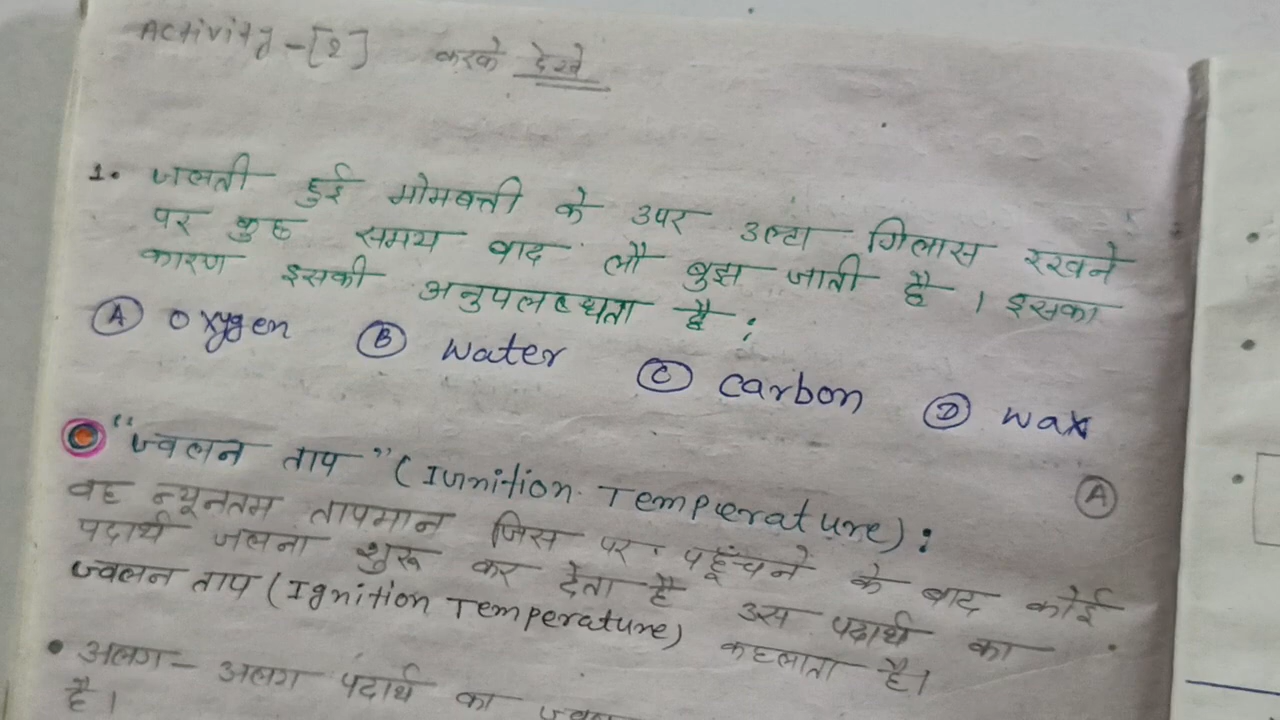 Activity-[2] करके देखे
1. जलती हुई मोमबत्ती के उपर उल्टा गिलास रखने
पर कुछ समय बाद लौ बुझ जाती है । इसका
कारण इसकी अनुपलब्धता है :
(A) oxygen (B) water (C) carbon (D) wax
(A)
"ज्वलन ताप" (Ignition Temperature) :
वह न्यूनतम तापमान जिस पर पहूंचने के बाद कोई
पदार्थ जलना शुरू कर देता है उस पदार्थ का
ज्वलन ताप (Ignition Temperature) कहलाता है।
• अलग- अलग पदार्थ का
है।